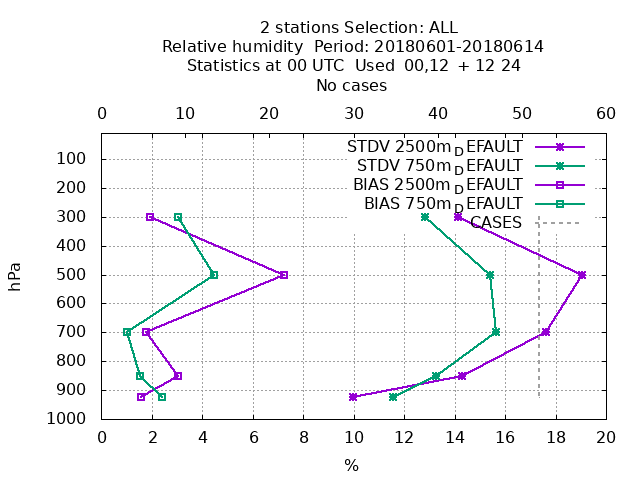 2 stations Selection: ALL
Relative humidity  Period: 20180601-20180614
Statistics at 00 UTC  Used  00,12  + 12 24
No cases
0 10 20 30 40 50 60
STDV 2500m_DEFAULT
STDV 750m_DEFAULT
BIAS 2500m_DEFAULT
BIAS 750m_DEFAULT
CASES
100
200
300
400
500
600
700
800
900
1000
hPa
0 2 4 6 8 10 12 14 16 18 20
%